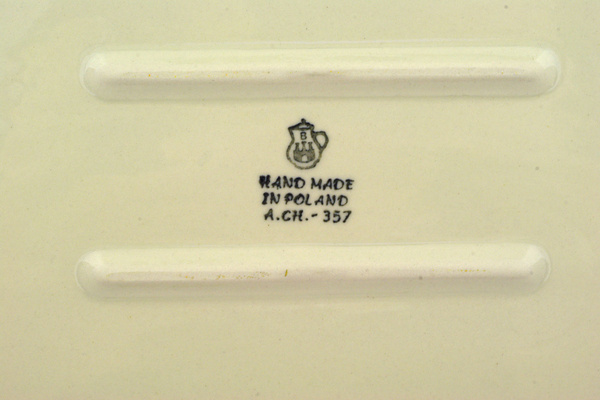 B
HAND MADE
IN POLAND
A.CH.- 357